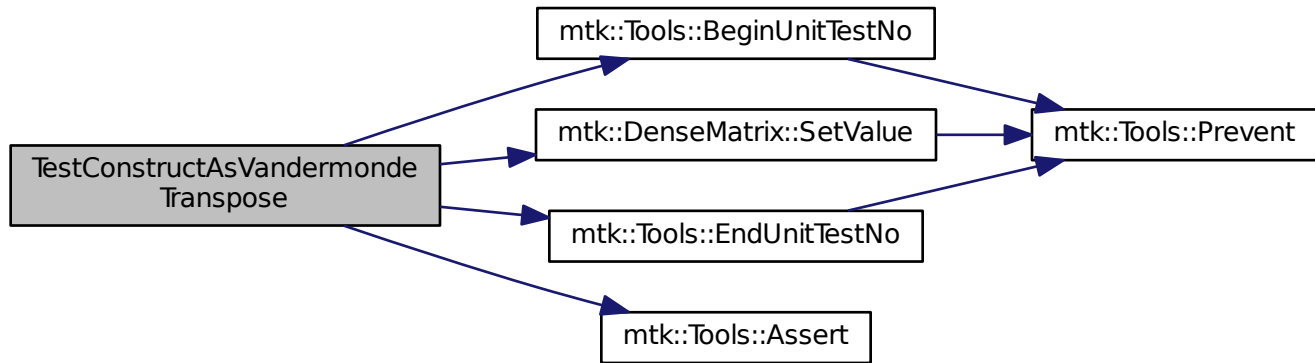 TestConstructAsVandermonde
Transpose
mtk::Tools::BeginUnitTestNo
mtk::DenseMatrix::SetValue
mtk::Tools::EndUnitTestNo
mtk::Tools::Assert
mtk::Tools::Prevent